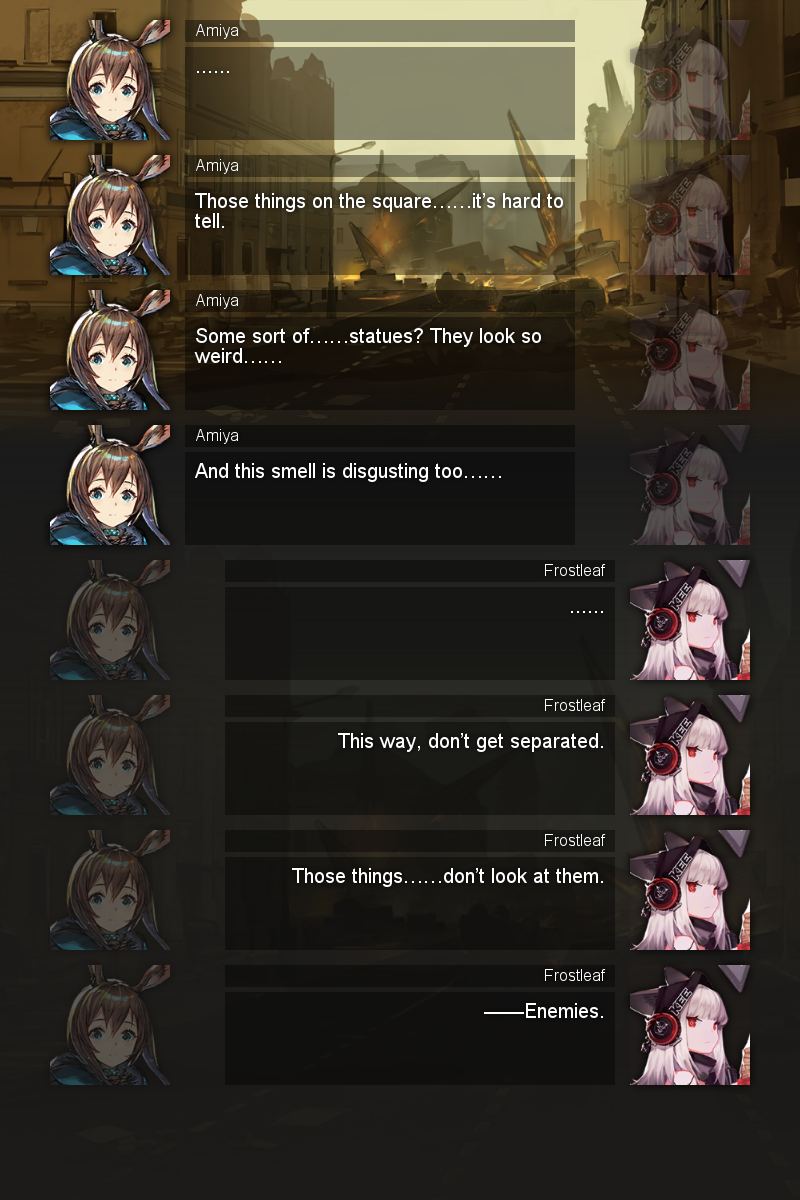 Amiya
……
Amiya
Those things on the square……it's hard to
tell.
Amiya
Some sort of……statues? They look so
weird……
Amiya
And this smell is disgusting too……
Frostleaf
……
Frostleaf
This way, don't get separated.
Frostleaf
Those things……don't look at them.
Frostleaf
——Enemies.